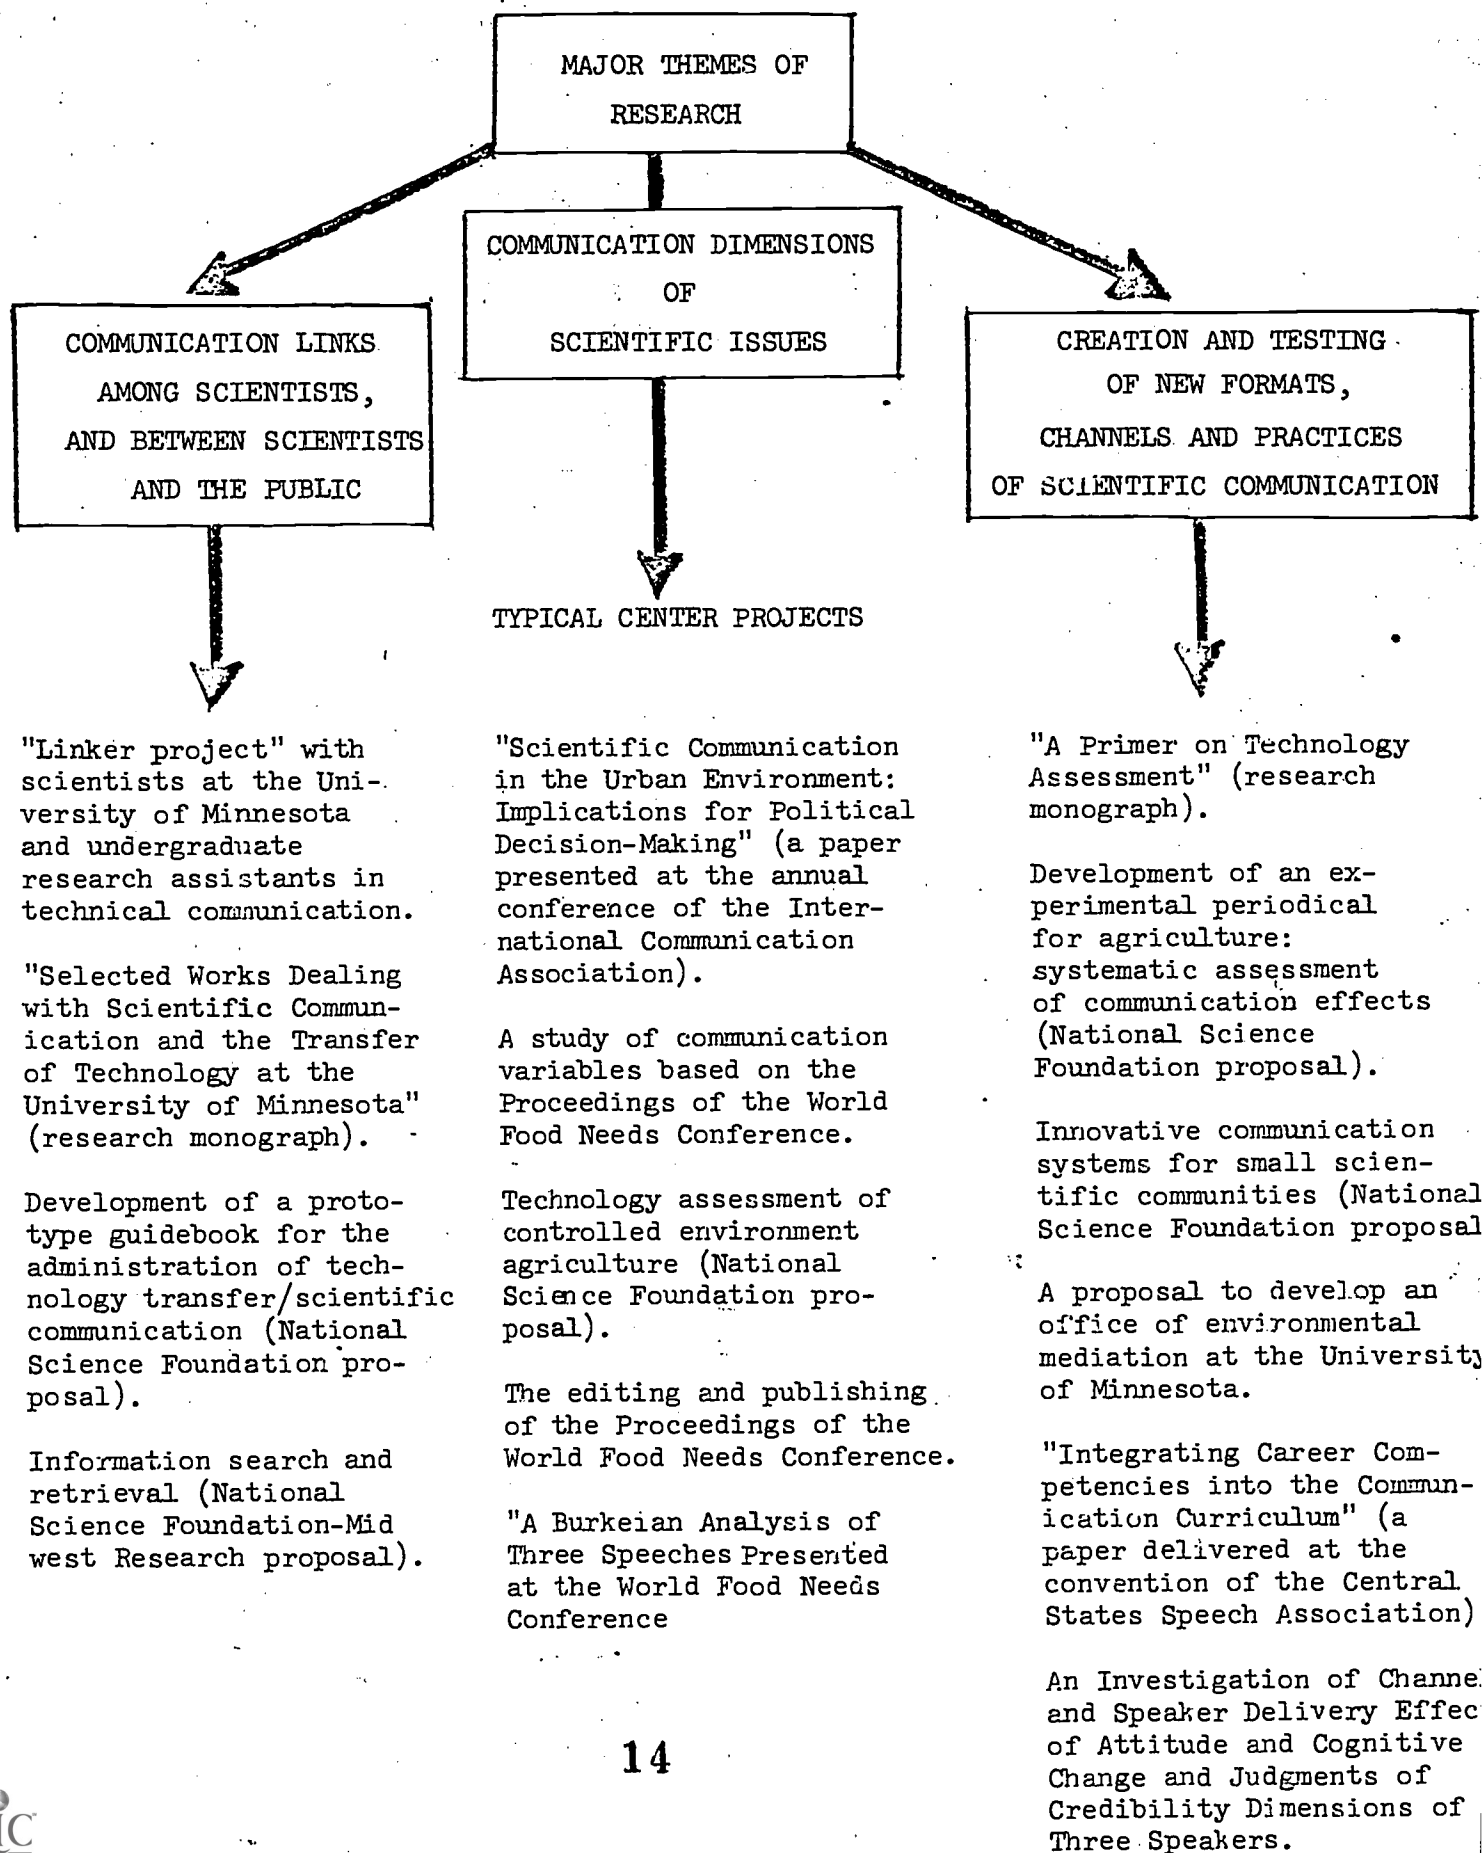 MAJOR THEMES OF
RESEARCH
COMMUNICATION DIMENSIONS
OF
SCIENTIFIC ISSUES
COMMUNICATION LINKS
AMONG SCIENTISTS,
AND BETWEEN SCIENTISTS
AND THE PUBLIC
CREATION AND TESTING
OF NEW FORMATS,
CHANNELS AND PRACTICES
OF SCIENTIFIC COMMUNICATION
TYPICAL CENTER PROJECTS
"Linker project" with
scientists at the Uni-
versity of Minnesota
and undergraduate
research assistants in
technical communication.
"Selected Works Dealing
with Scientific Commun-
ication and the Transfer
of Technology at the
University of Minnesota"
(research monograph).
Development of a proto-
type guidebook for the
administration of tech-
nology transfer/scientific
communication (National
Science Foundation pro-
posal).
Information search and
retrieval (National
Science Foundation-Mid
west Research proposal).
"Scientific Communication
in the Urban Environment:
Implications for Political
Decision-Making" (a paper
presented at the annual
conference of the Inter-
national Communication
Association).
A study of communication
variables based on the
Proceedings of the World
Food Needs Conference.
Technology assessment of
controlled environment
agriculture (National
Science Foundation pro-
posal).
The editing and publishing
of the Proceedings of the
World Food Needs Conference.
"A Burkeian Analysis of
Three Speeches Presented
at the World Food Needs
Conference
"A Primer on Technology
Assessment" (research
monograph).
Development of an ex-
perimental periodical
for agriculture:
systematic assessment
of communication effects
(National Science
Foundation proposal).
Innovative communication
systems for small scien-
tific communities (National
Science Foundation proposal
A proposal to develop an
office of environmental
mediation at the University
of Minnesota.
"Integrating Career Com-
petencies into the Commun-
ication Curriculum" (a
paper delivered at the
convention of the Central
States Speech Association)
An Investigation of Channe
and Speaker Delivery Effec
of Attitude and Cognitive
Change and Judgments of
Credibility Dimensions of
Three Speakers.
14
IC